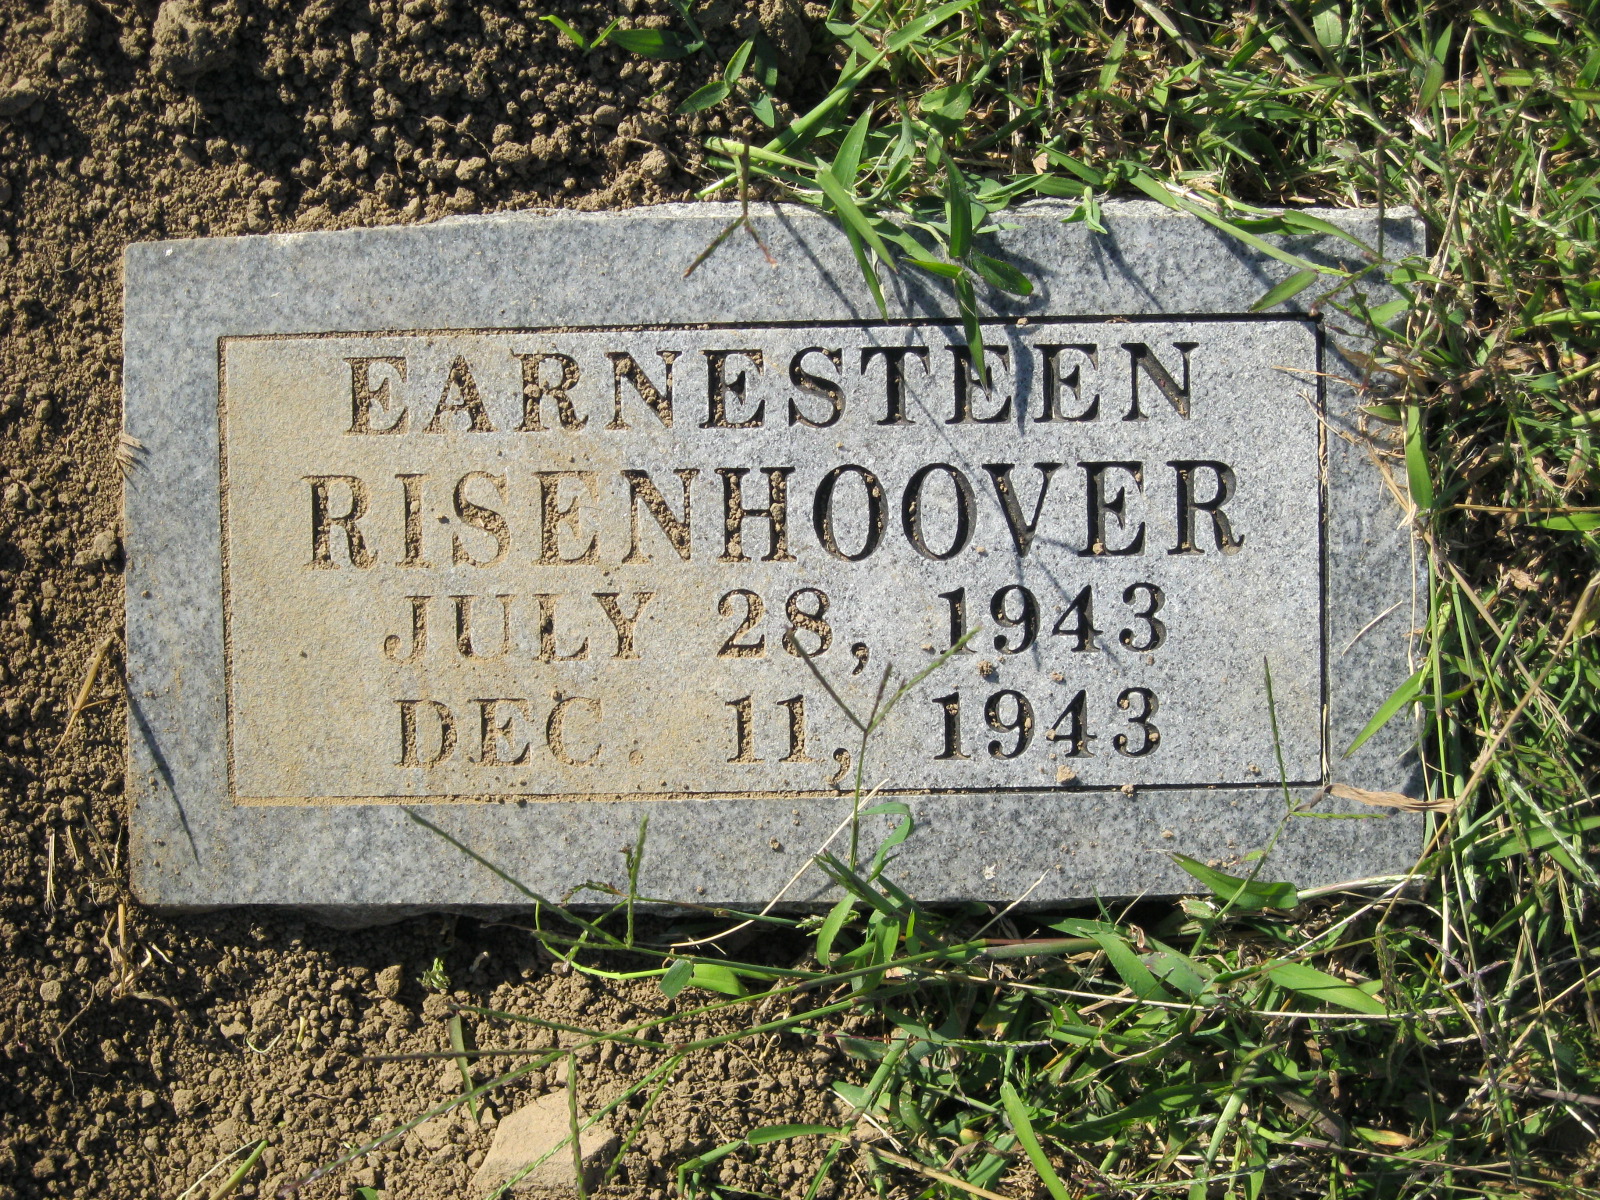 EARNESTEEN
RISENHOOVER
JULY 28, 1943
DEC. 11, 1943